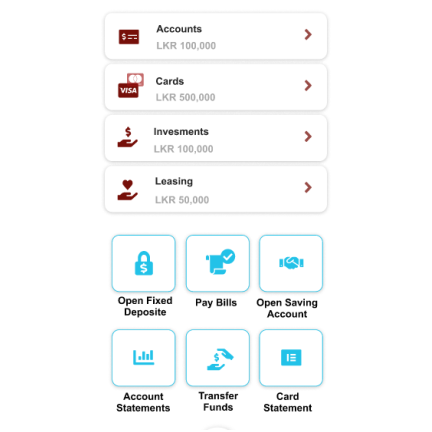 Accounts
LKR 100,000
VISA
Cards
LKR 500,000
Invesments
LKR 100,000
Leasing
LKR 50,000
Open Fixed
Deposite
Pay Bills
Open Saving
Account
Account
Statements
Transfer
Funds
Card
Statement